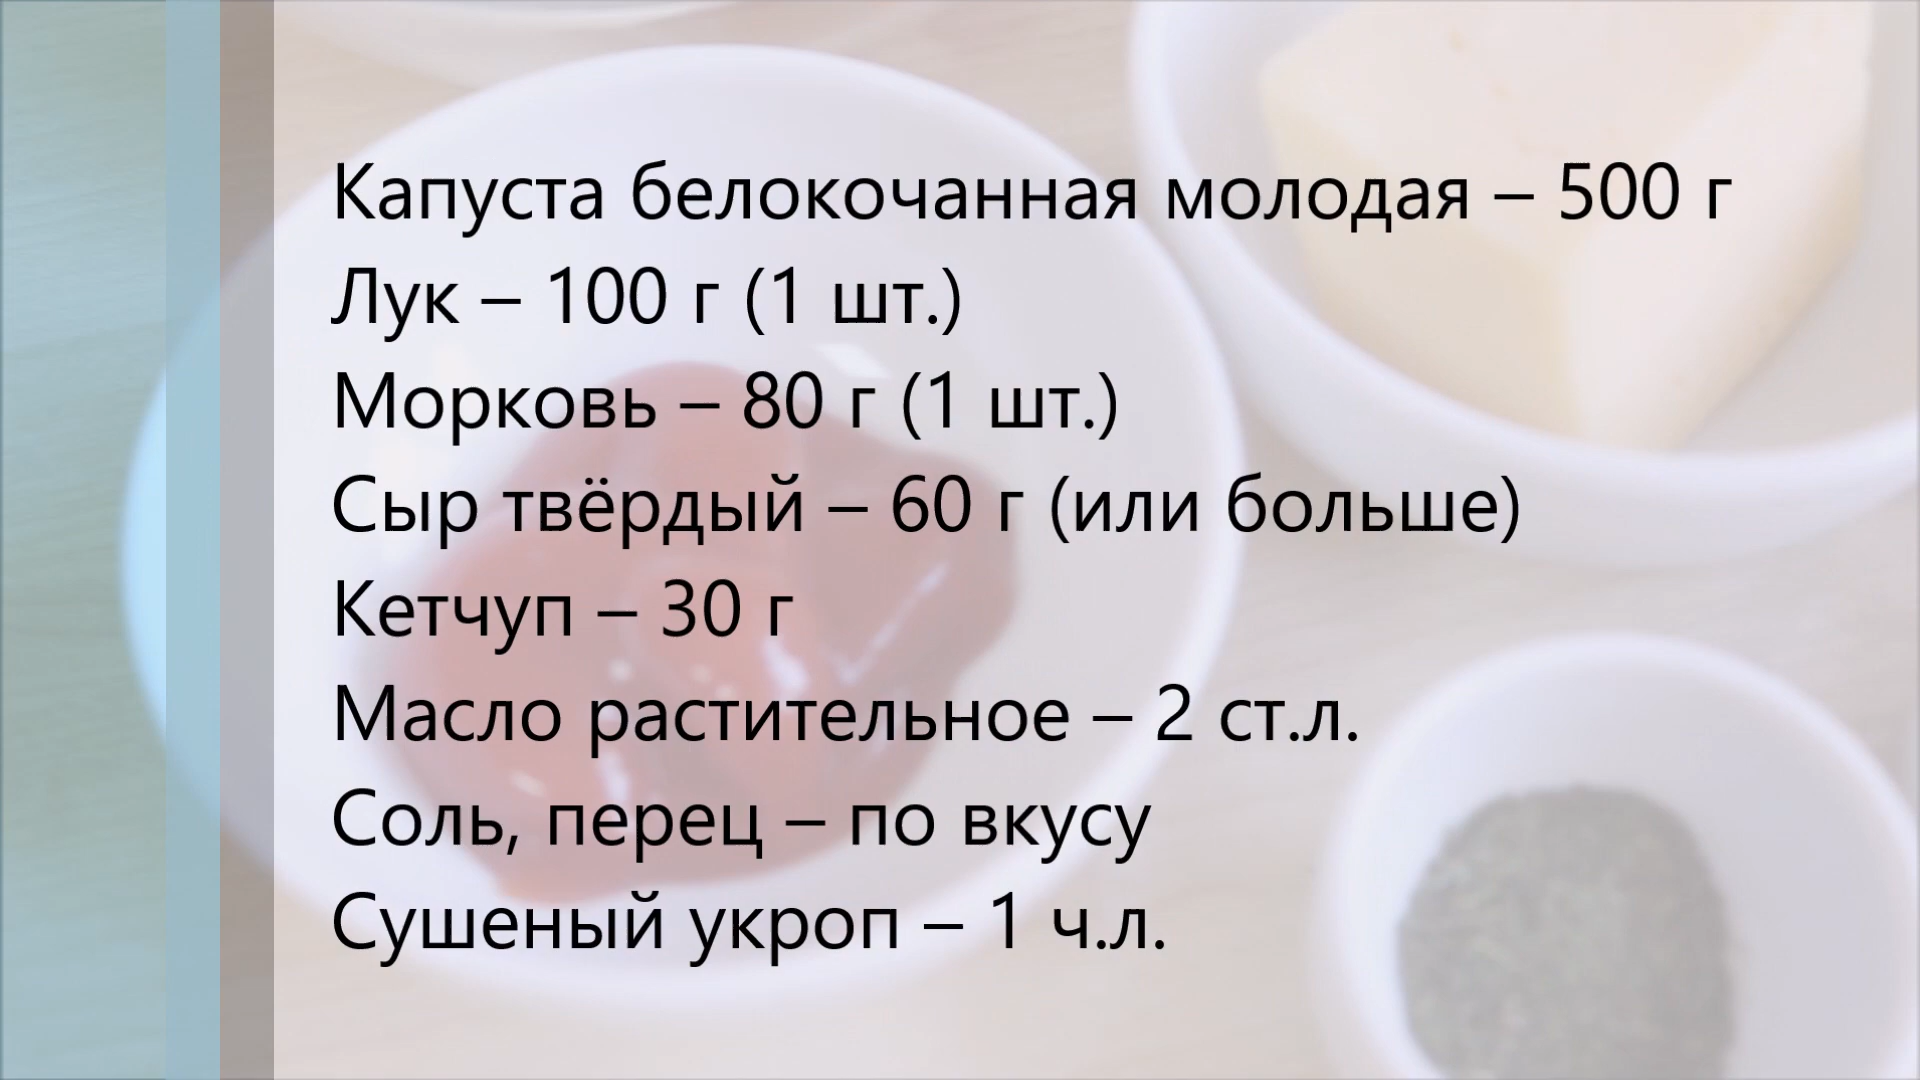 Капуста белокочанная молодая – 500 г
Лук – 100 г (1 шт.)
Морковь – 80 г (1 шт.)
Сыр твёрдый – 60 г (или больше)
Кетчуп – 30 г
Масло растительное – 2 ст.л.
Соль, перец – по вкусу
Сушеный укроп – 1 ч.л.